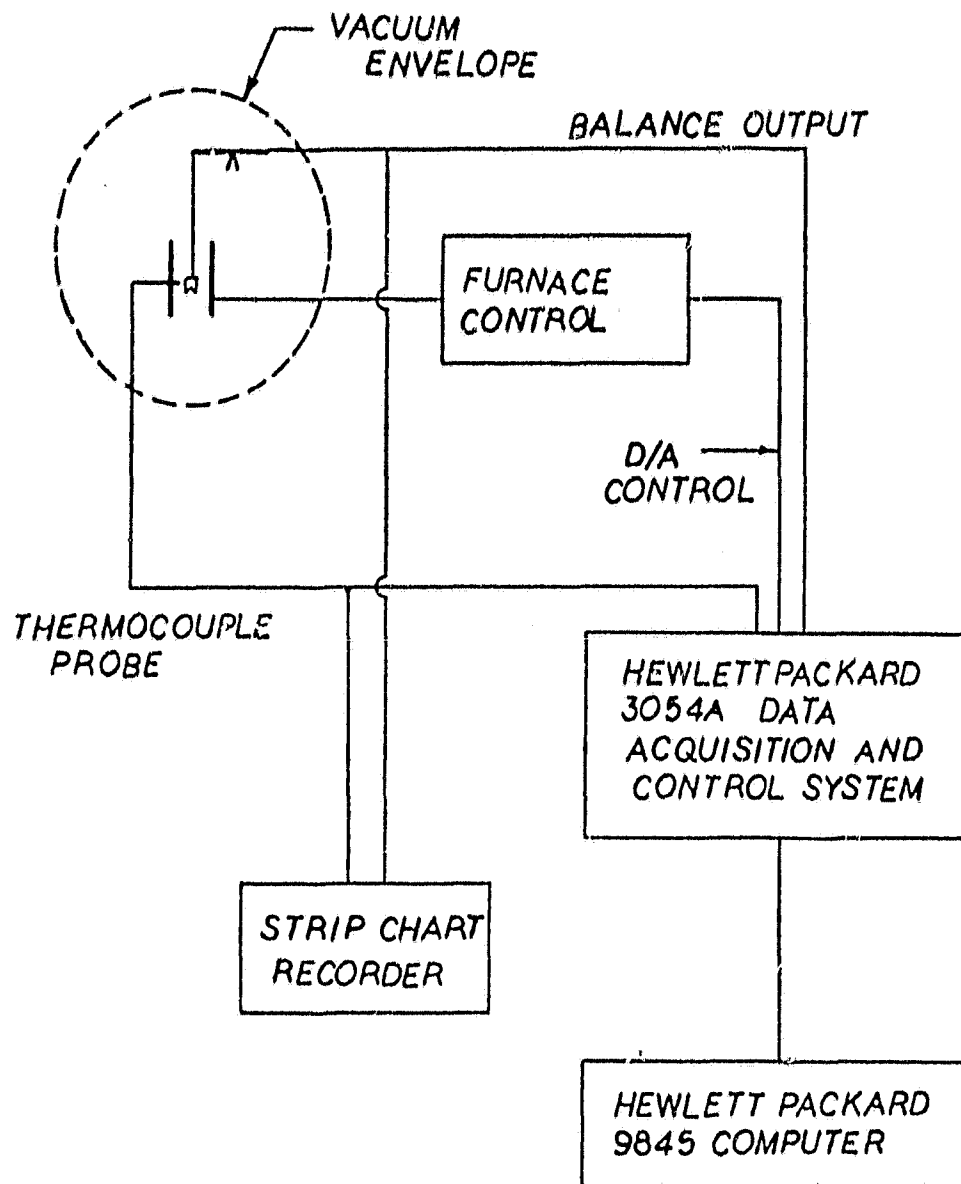 VACUUM
ENVELOPE
BALANCE OUTPUT
FURNACE
CONTROL
D/A
CONTROL
THERMOCOUPLE
PROBE
HEWLETT PACKARD
3054A DATA
ACQUISITION AND
CONTROL SYSTEM
STRIP CHART
RECORDER
HEWLETT PACKARD
9845 COMPUTER